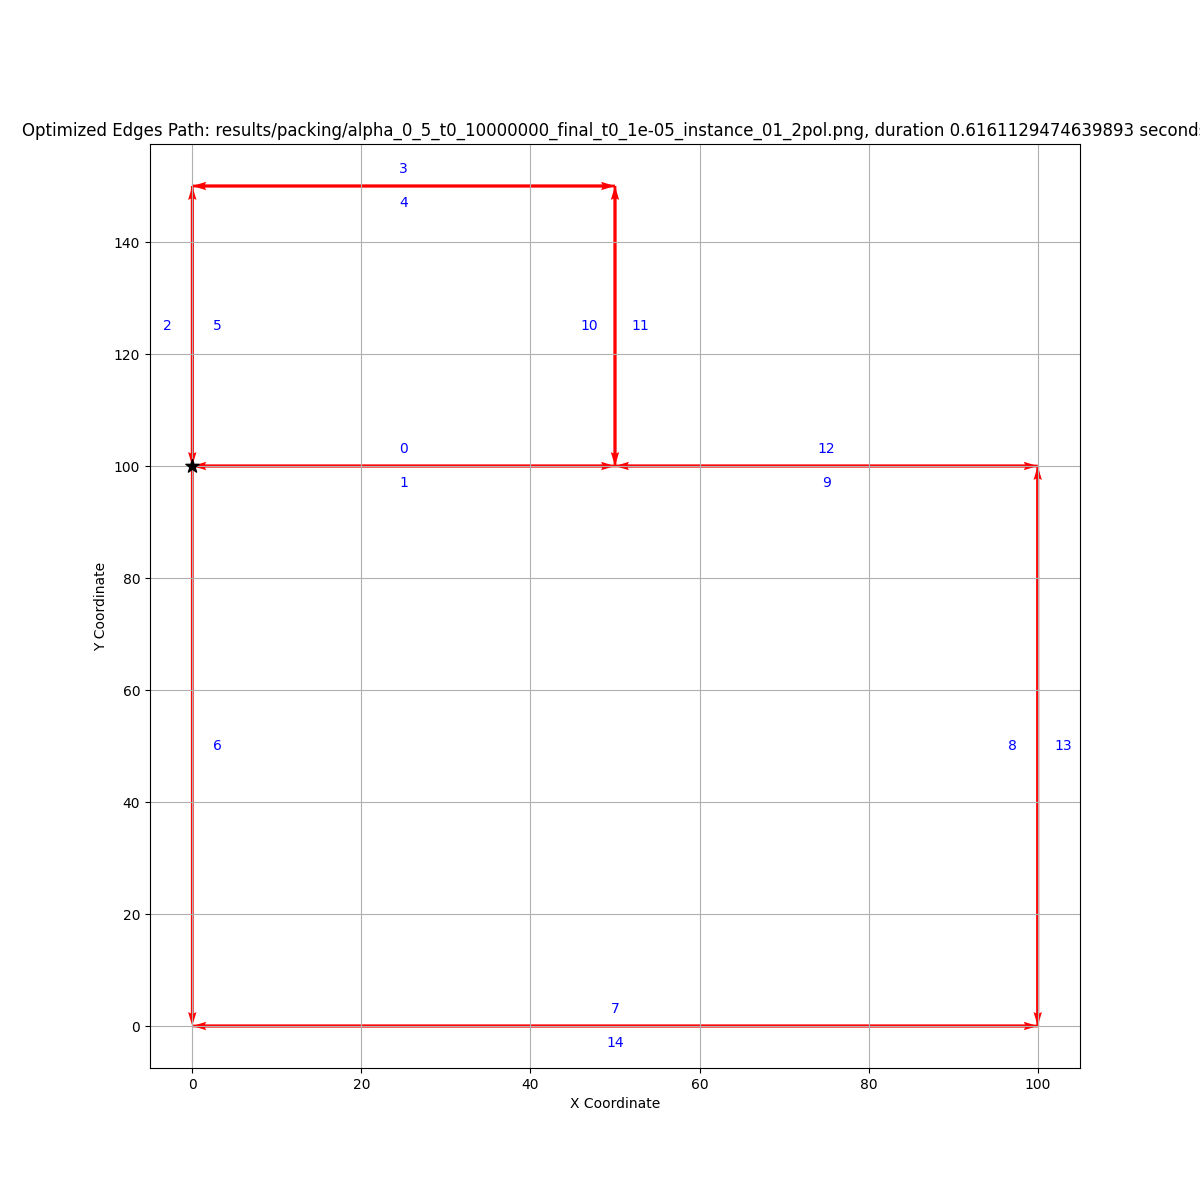 Optimized Edges Path: results/packing/alpha_0_5_t0_10000000_final_t0_1e-05_instance_01_2pol.png, duration 0.6161129474639893 second
3
4
140
2 5 10 11
120
0 12
100
1 9
80
Y Coordinate
60
6 8 13
40
20
7
0
14
0 20 40 60 80 100
X Coordinate